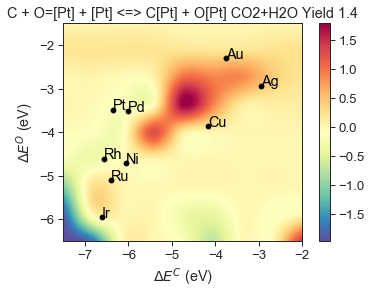 C + O=[Pt] + [Pt] <=> C[Pt] + O[Pt] CO2+H2O Yield 1.4
ΔE^O (eV)
−2
−3
−4
−5
−6
Au
Ag
Pt
Pd
Cu
Rh
Ni
Ru
Ir
−7 −6 −5 −4 −3 −2
ΔE^C (eV)
1.5
1.0
0.5
0.0
−0.5
−1.0
−1.5